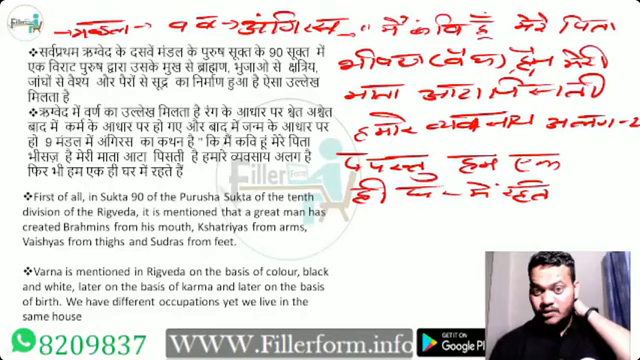 अंगिरस "मैं कवि हूँ मेरे पिता
मेरी
माता आटा पिसती
हमारे व्यवसाय अलग-२
परन्तु हम एक
ही घर में रहते
सर्वप्रथम ऋग्वेद के दसवें मंडल के पुरुष सूक्त के 90 सूक्त में
एक विराट पुरुष द्वारा उसके मुख से ब्राह्मण, भुजाओ से क्षत्रिय,
जांघों से वैश्य और पैरों से सूद्र का निर्माण हुआ है ऐसा उल्लेख
मिलता है
ऋग्वेद में वर्ण का उल्लेख मिलता है रंग के आधार पर श्वेत अश्वेत
बाद में कर्म के आधार पर हो गए और बाद में जन्म के आधार पर
हो 9 मंडल में अंगिरस का कथन है " कि मैं कवि हूं मेरे पिता
भीसज़ है मेरी माता आटा पिसती है हमारे व्यवसाय अलग है
फिर भी हम एक ही घर में रहते हैं
Fillerform
First of all, in Sukta 90 of the Purusha Sukta of the tenth
division of the Rigveda, it is mentioned that a great man has
created Brahmins from his mouth, Kshatriyas from arms,
Vaishyas from thighs and Sudras from feet.
Varna is mentioned in Rigveda on the basis of colour, black
and white, later on the basis of karma and later on the basis
of birth. We have different occupations yet we live in the
same house
8209837
WWW.Fillerform.info
GET IT ON
Google Pl